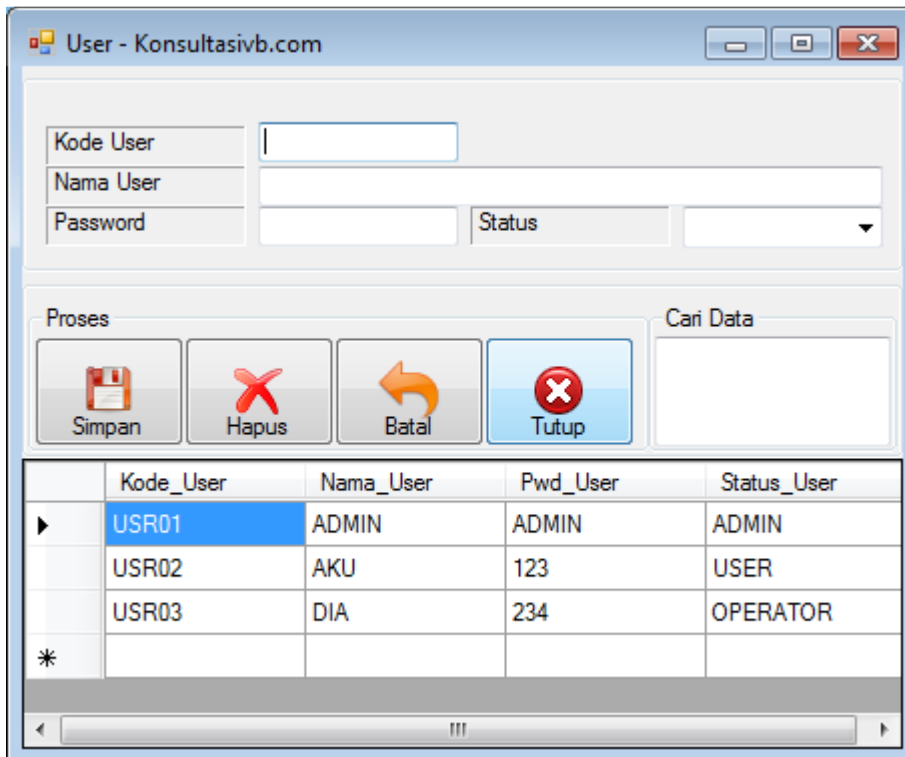 User - Konsultasivb.com
Kode User
Nama User
Password Status
Proses Cari Data
Simpan Hapus Batal Tutup
Kode_User Nama_User Pwd_User Status_User
USR01 ADMIN ADMIN ADMIN
USR02 AKU 123 USER
USR03 DIA 234 OPERATOR